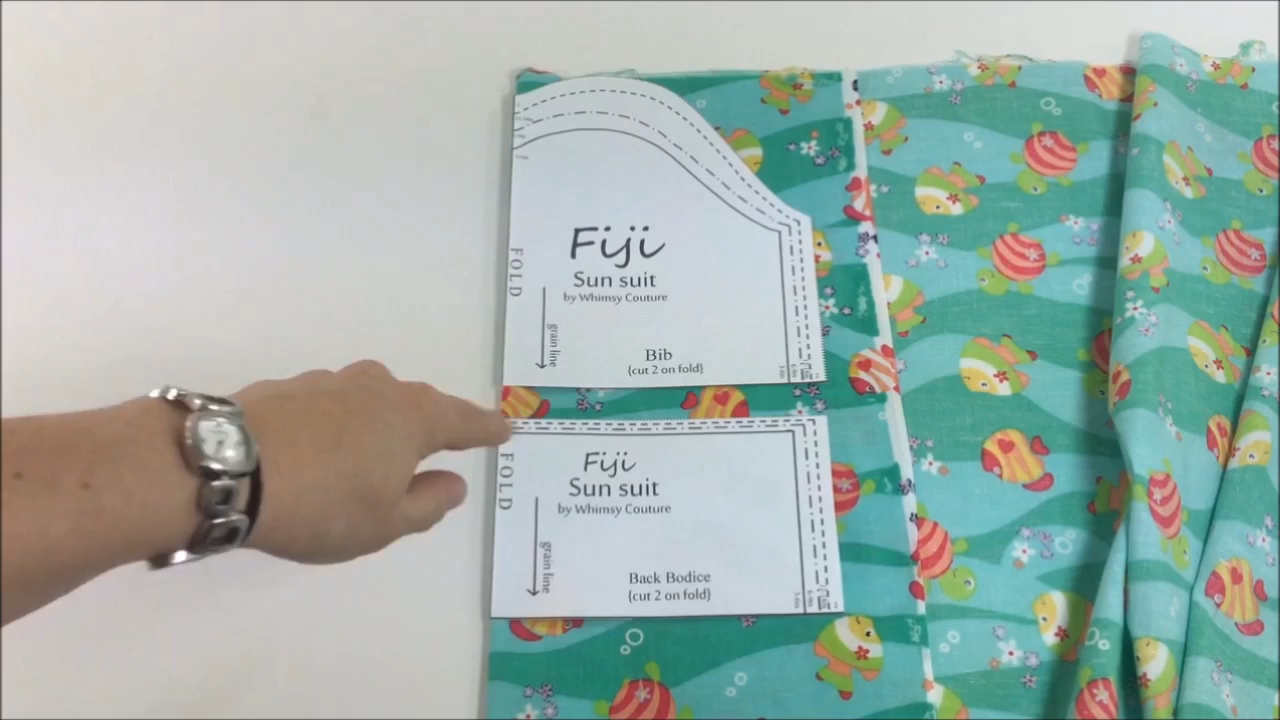 FOLD
Fiji
Sun suit
by Whimsy Couture
grain line
Bib
{cut 2 on fold}
FOLD
Fiji
Sun suit
by Whimsy Couture
grain line
Back Bodice
{cut 2 on fold}